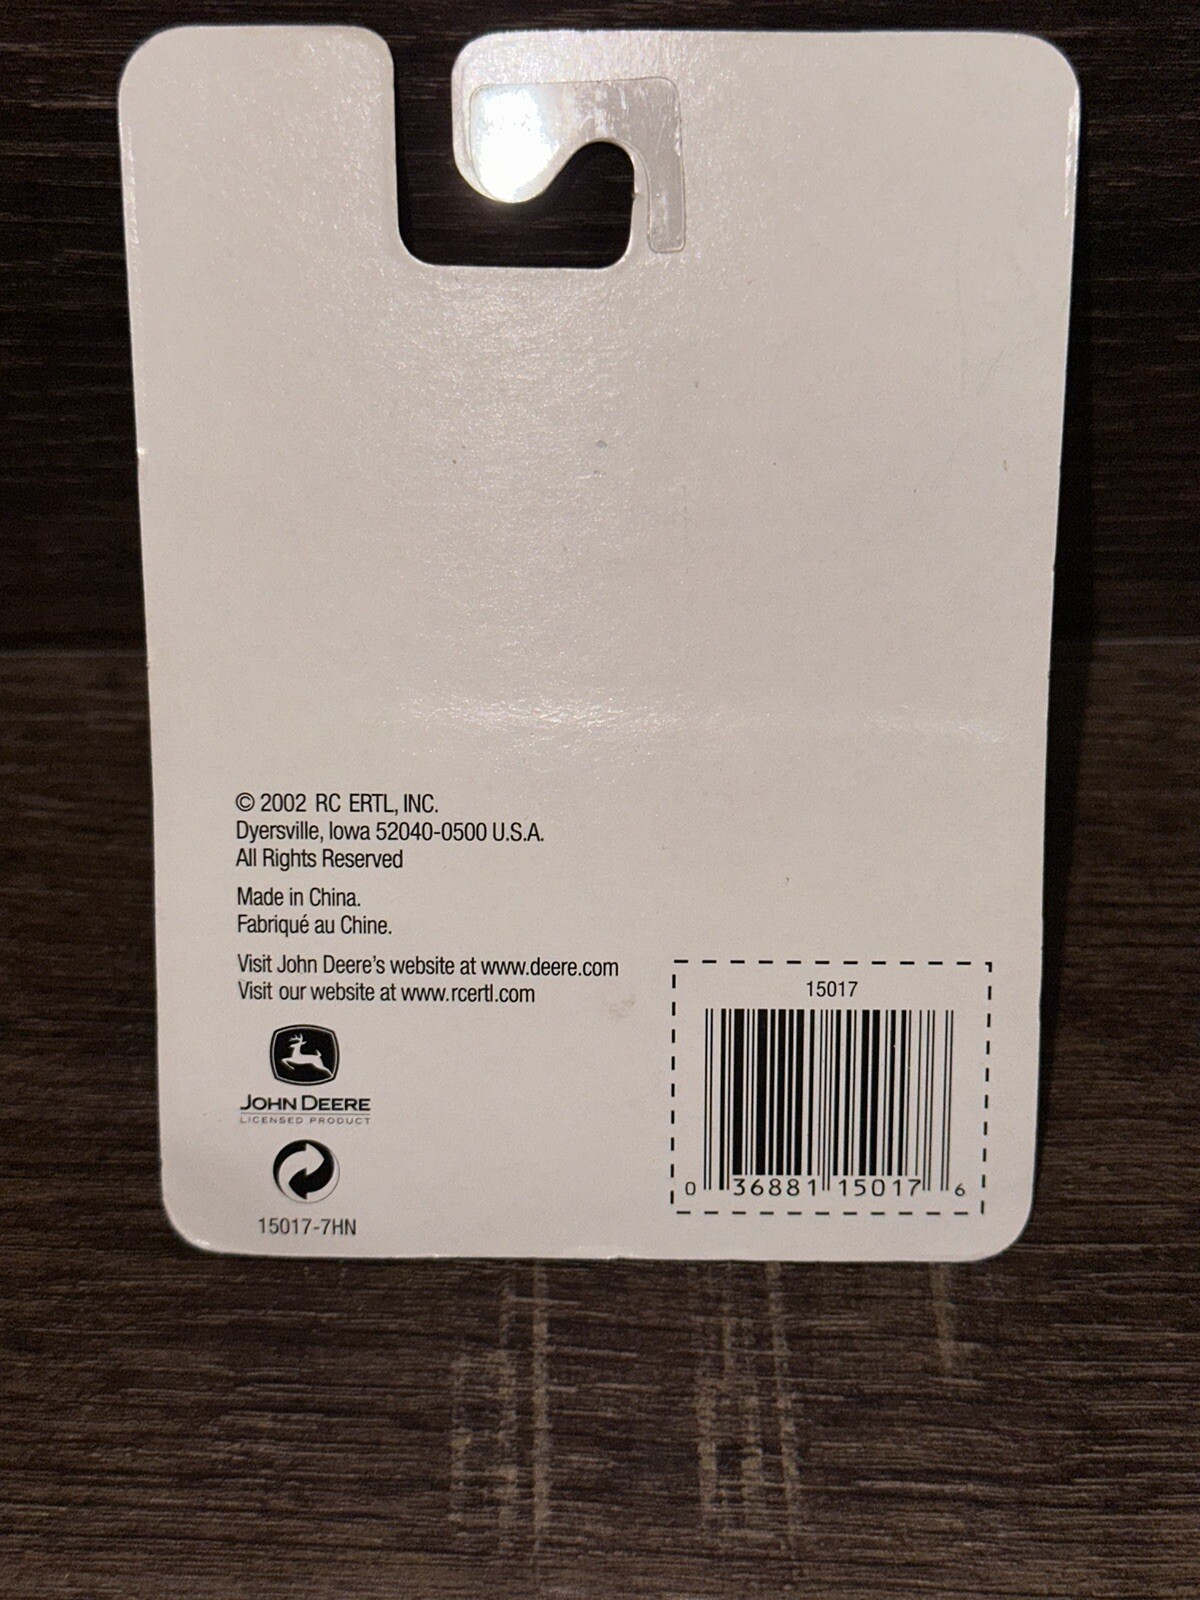 © 2002 RC ERTL, INC.
Dyersville, Iowa 52040-0500 U.S.A.
All Rights Reserved
Made in China.
Fabriqué au Chine.
Visit John Deere's website at www.deere.com
Visit our website at www.rcertl.com
JOHN DEERE
LICENSED PRODUCT
15017-7HN
15017
0 36881 15017 6